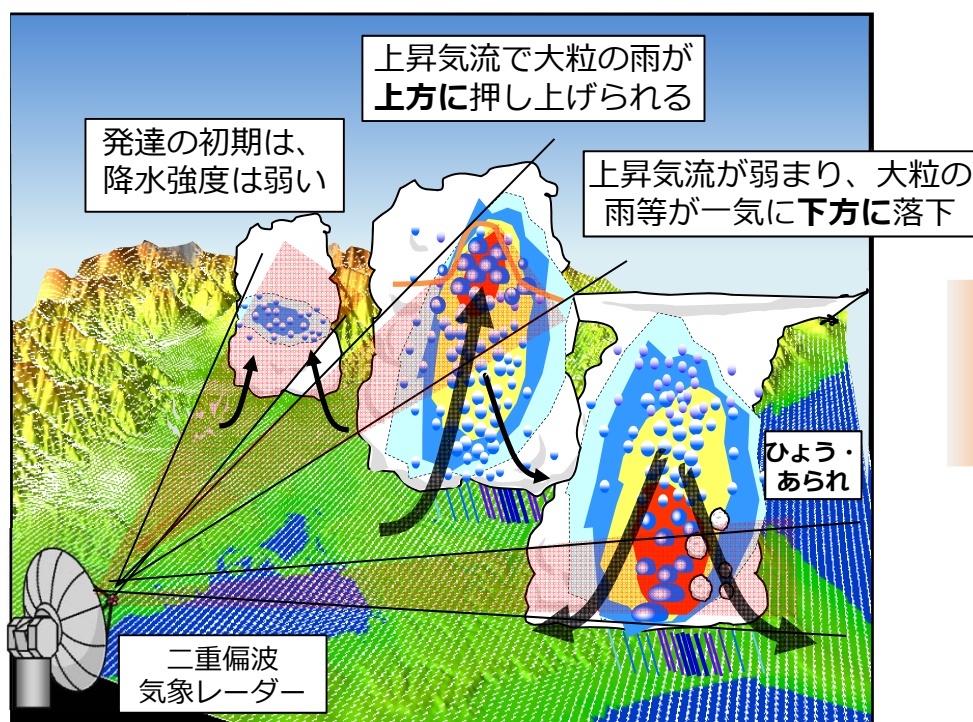 上昇気流で大粒の雨が
上方に押し上げられる
発達の初期は、
降水強度は弱い
上昇気流が弱まり、大粒の
雨等が一気に下方に落下
ひょう・
あられ
二重偏波
気象レーダー